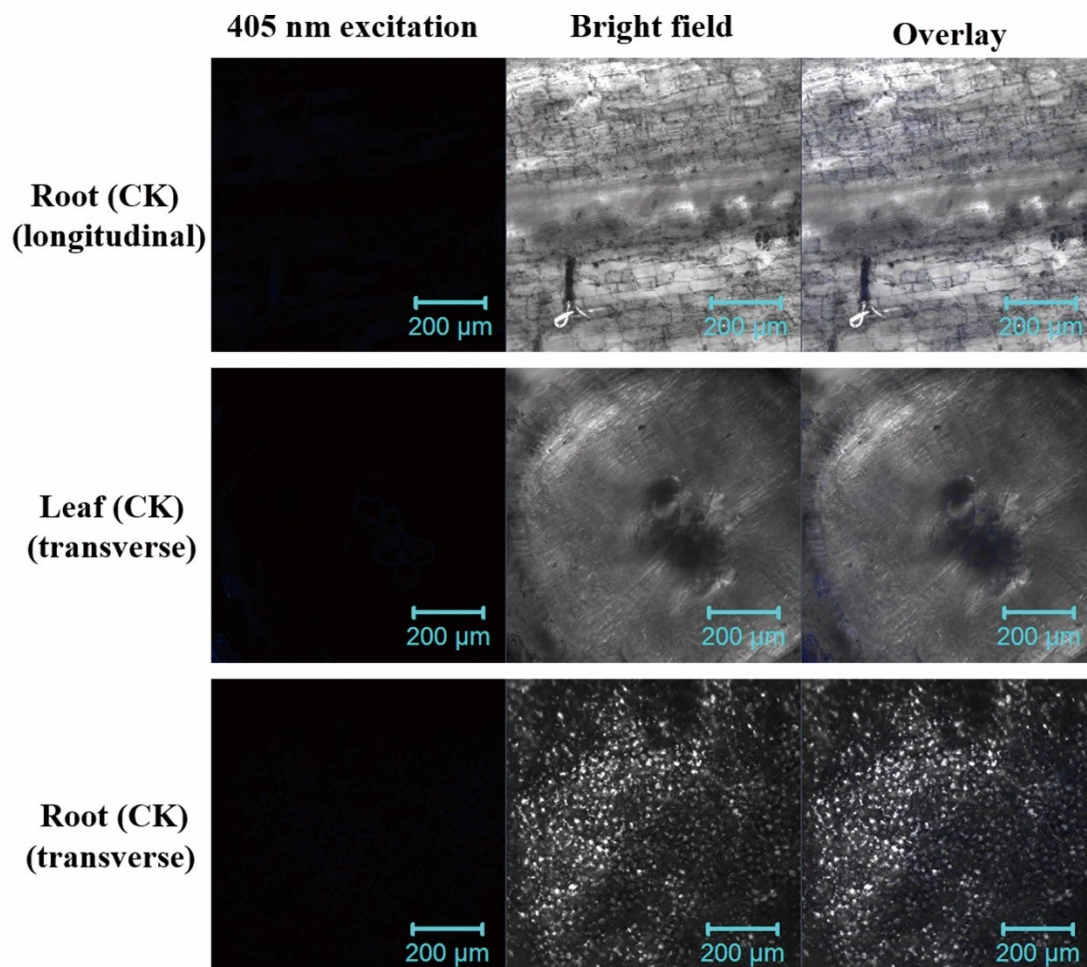 405 nm excitation
Bright field
Overlay
Root (CK)
(longitudinal)
200 µm
200 µm
200 µm
Leaf (CK)
(transverse)
200 µm
200 µm
200 µm
Root (CK)
(transverse)
200 µm
200 µm
200 µm